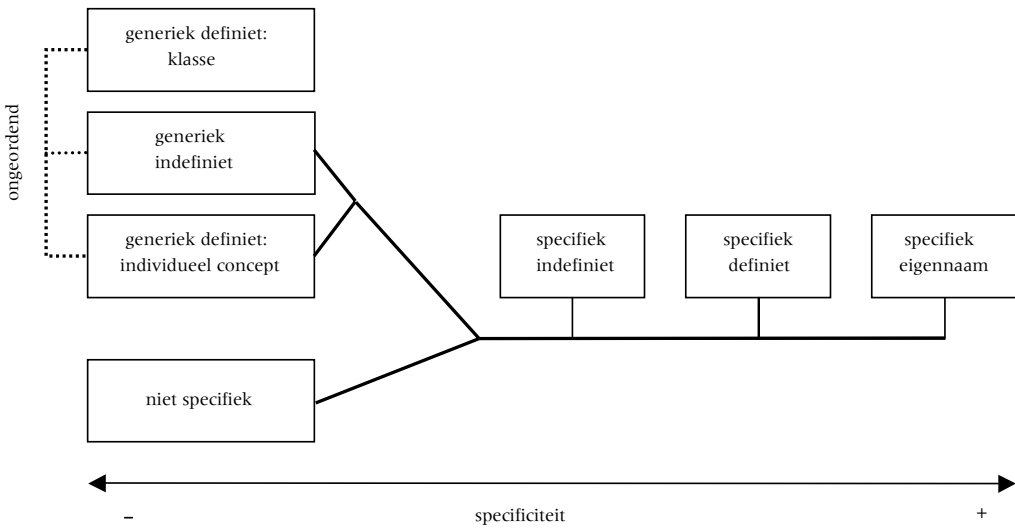 generiek definiet:
klasse
ongeordend
generiek
indefiniet
generiek definiet:
individueel concept
specifiek
indefiniet
specifiek
definiet
specifiek
eigennaam
niet specifiek
– specificiteit +